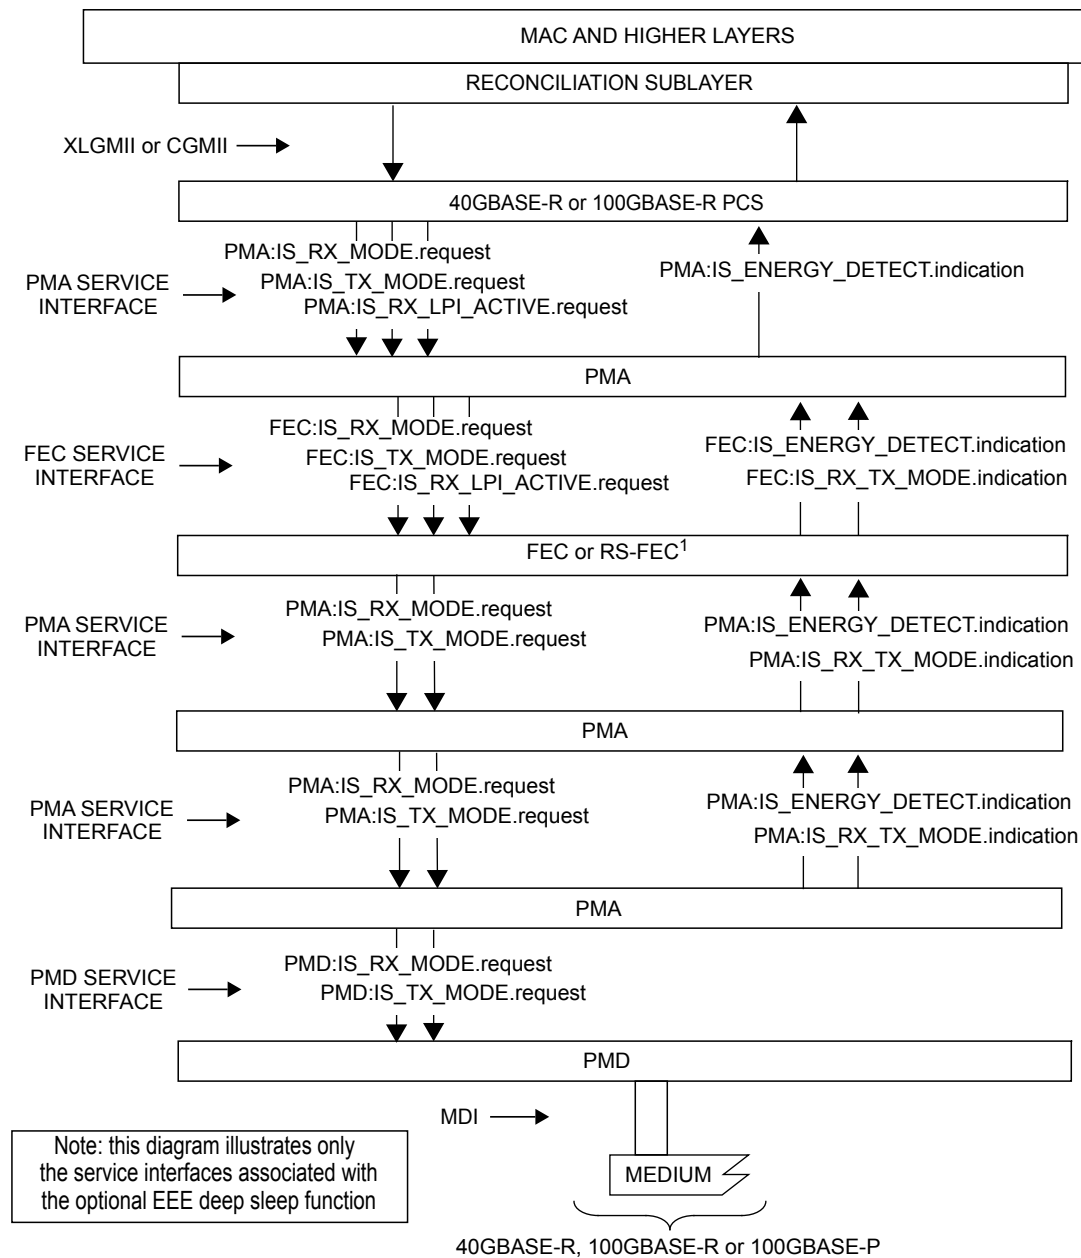 MAC AND HIGHER LAYERS
RECONCILIATION SUBLAYER
XLGMII or CGMII
40GBASE-R or 100GBASE-R PCS
PMA:IS_RX_MODE.request
PMA:IS_TX_MODE.request
PMA:IS_RX_LPI_ACTIVE.request
PMA:IS_ENERGY_DETECT.indication
PMA SERVICE
INTERFACE
PMA
FEC:IS_RX_MODE.request
FEC:IS_TX_MODE.request
FEC:IS_RX_LPI_ACTIVE.request
FEC:IS_ENERGY_DETECT.indication
FEC:IS_RX_TX_MODE.indication
FEC SERVICE
INTERFACE
FEC or RS-FEC1
PMA:IS_RX_MODE.request
PMA:IS_TX_MODE.request
PMA:IS_ENERGY_DETECT.indication
PMA:IS_RX_TX_MODE.indication
PMA SERVICE
INTERFACE
PMA
PMA:IS_RX_MODE.request
PMA:IS_TX_MODE.request
PMA:IS_ENERGY_DETECT.indication
PMA:IS_RX_TX_MODE.indication
PMA SERVICE
INTERFACE
PMA
PMD:IS_RX_MODE.request
PMD:IS_TX_MODE.request
PMD SERVICE
INTERFACE
PMD
MDI
MEDIUM
Note: this diagram illustrates only
the service interfaces associated with
the optional EEE deep sleep function
40GBASE-R, 100GBASE-R or 100GBASE-P